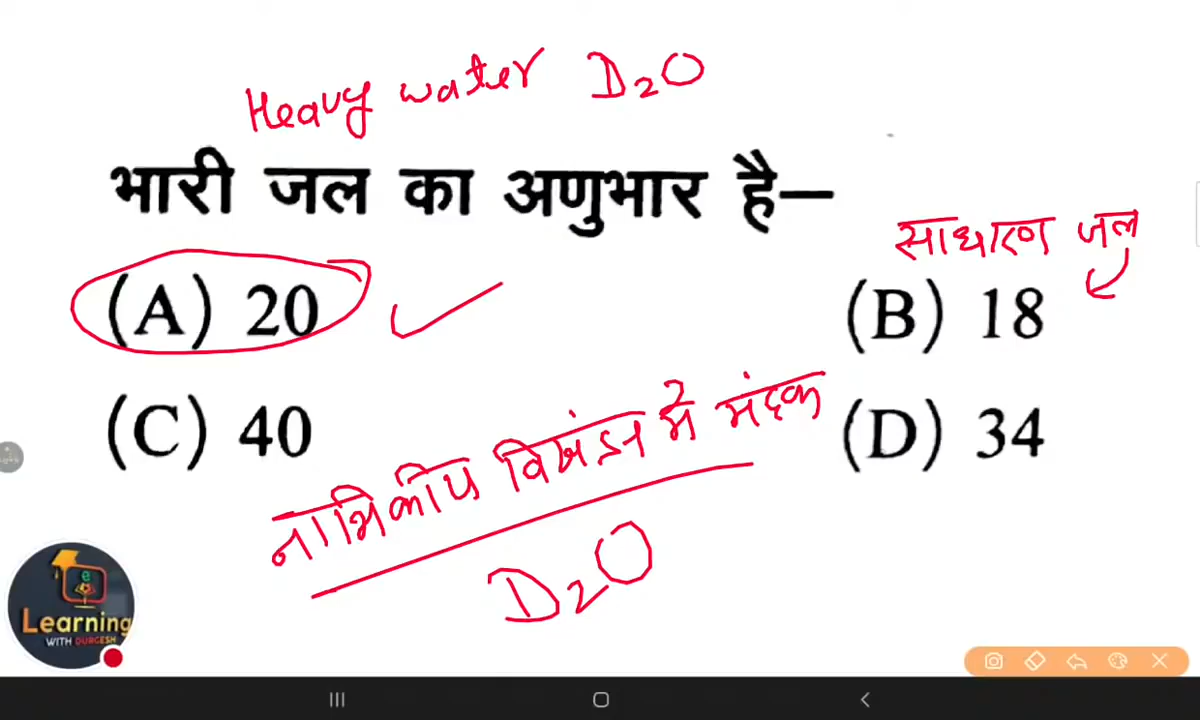 Heavy water D₂O
भारी जल का अणुभार है—
साधारण जल
(A) 20
(B) 18
(C) 40
(D) 34
नाभिकीय विखंडन में मंदक
D₂O
e
Learning
WITH DURGESH